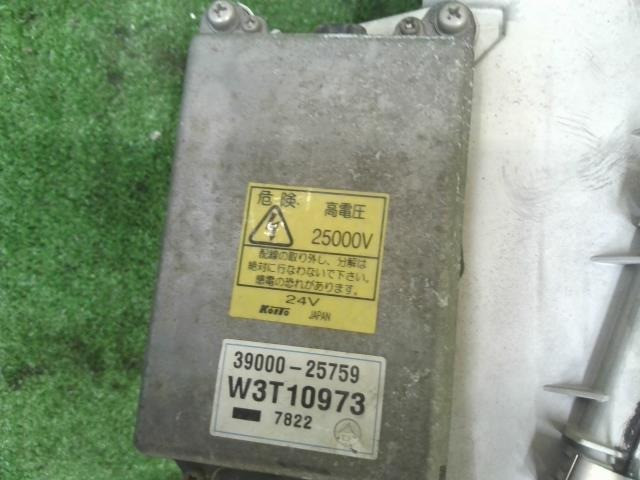 危険
高電圧
25000V
配線の取り外し、分解は
絶対に行なわないで下さい。
感電の恐れがあります。
24V
KOITO JAPAN
39000-25759
W3T10973
7822